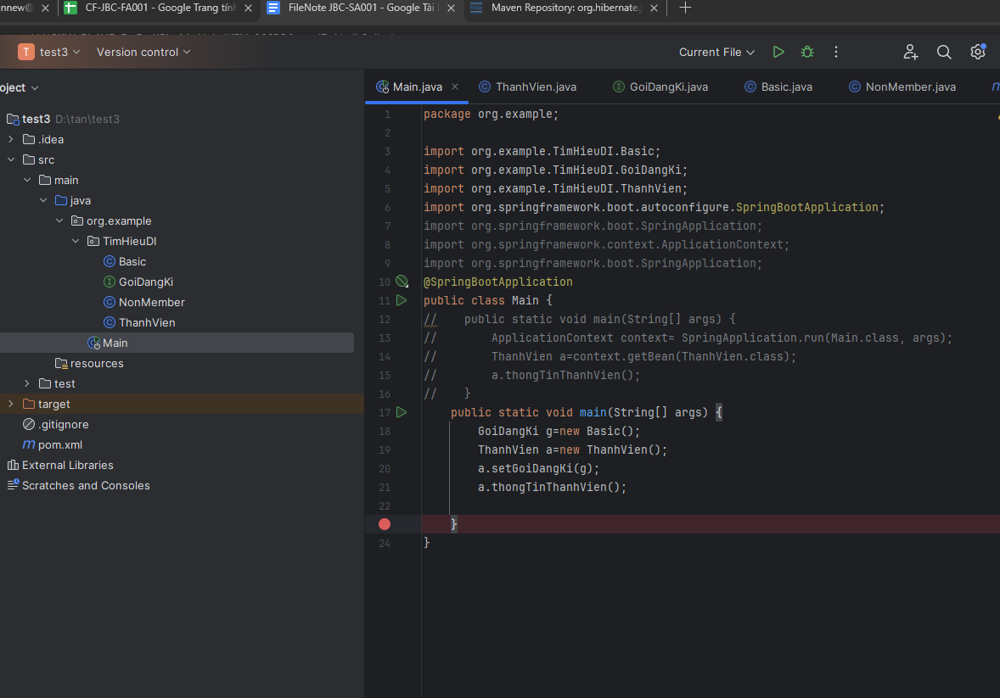 nnew@
CF-JBC-FA001 - Google Trang tính
FileNote JBC-SA001 - Google Tài l
Maven Repository: org.hibernate.
T test3
Version control
Current File
oject
Main.java
ThanhVien.java
GoiDangKi.java
Basic.java
NonMember.java
m
test3 D:\tan\test3
.idea
src
main
java
org.example
TimHieuDI
Basic
GoiDangKi
NonMember
ThanhVien
Main
resources
test
target
.gitignore
pom.xml
External Libraries
Scratches and Consoles
1 package org.example;
2
3 import org.example.TimHieuDI.Basic;
4 import org.example.TimHieuDI.GoiDangKi;
5 import org.example.TimHieuDI.ThanhVien;
6 import org.springframework.boot.autoconfigure.SpringBootApplication;
7 import org.springframework.boot.SpringApplication;
8 import org.springframework.context.ApplicationContext;
9 import org.springframework.boot.SpringApplication;
10 @SpringBootApplication
11 public class Main {
12 //    public static void main(String[] args) {
13 //        ApplicationContext context= SpringApplication.run(Main.class, args);
14 //        ThanhVien a=context.getBean(ThanhVien.class);
15 //        a.thongTinThanhVien();
16 //    }
17     public static void main(String[] args) {
18         GoiDangKi g=new Basic();
19         ThanhVien a=new ThanhVien();
20         a.setGoiDangKi(g);
21         a.thongTinThanhVien();
22
}
24 }